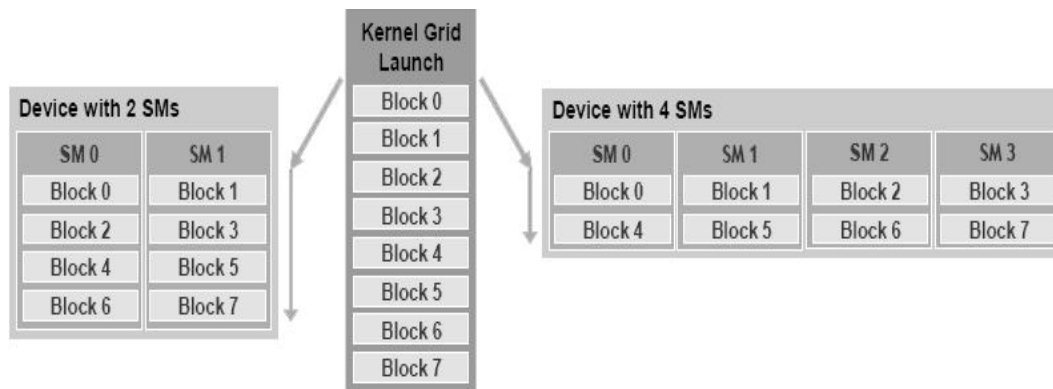 Kernel Grid
Launch
Block 0
Block 1
Block 2
Block 3
Block 4
Block 5
Block 6
Block 7
Device with 2 SMs
SM 0 SM 1
Block 0 Block 1
Block 2 Block 3
Block 4 Block 5
Block 6 Block 7
Device with 4 SMs
SM 0 SM 1 SM 2 SM 3
Block 0 Block 1 Block 2 Block 3
Block 4 Block 5 Block 6 Block 7